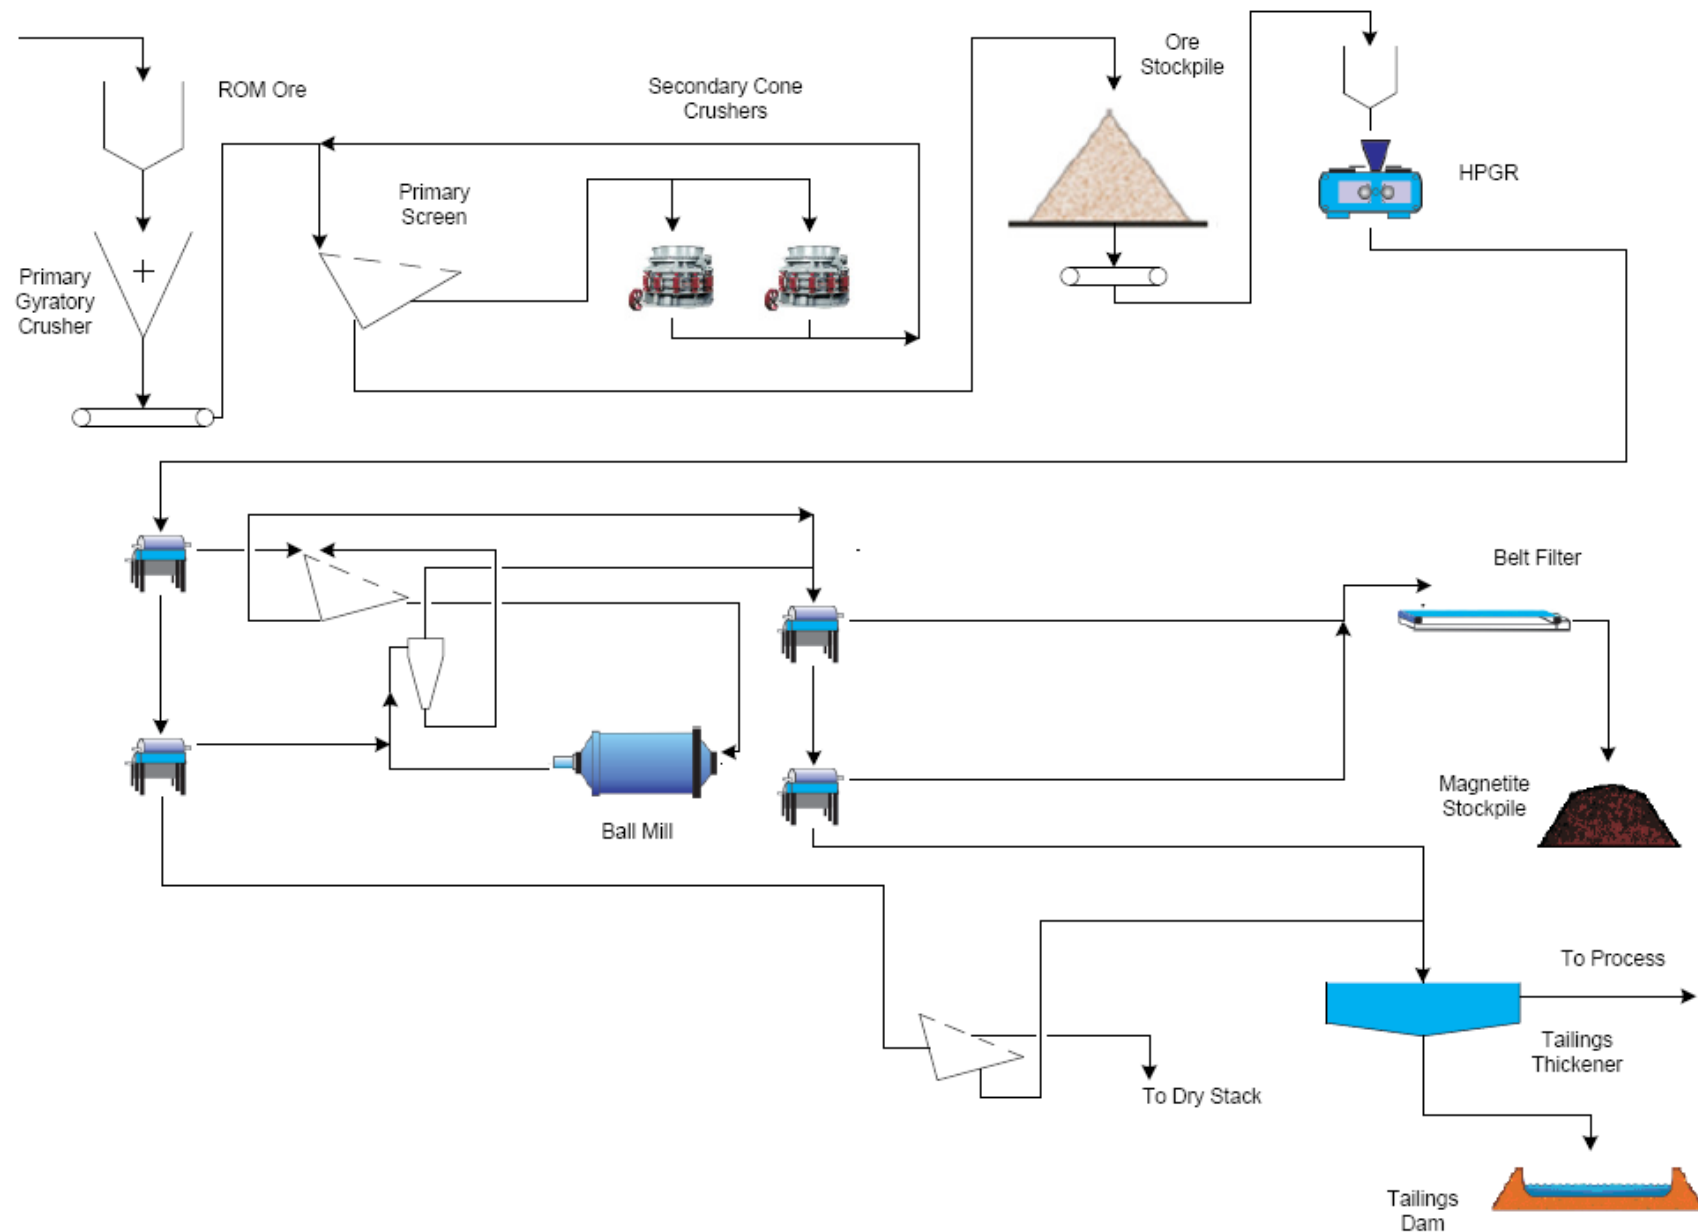 ROM Ore
Primary
Gyratory
Crusher
Primary
Screen
Secondary Cone
Crushers
Ore
Stockpile
HPGR
Ball Mill
Belt Filter
Magnetite
Stockpile
To Process
Tailings
Thickener
To Dry Stack
Tailings
Dam